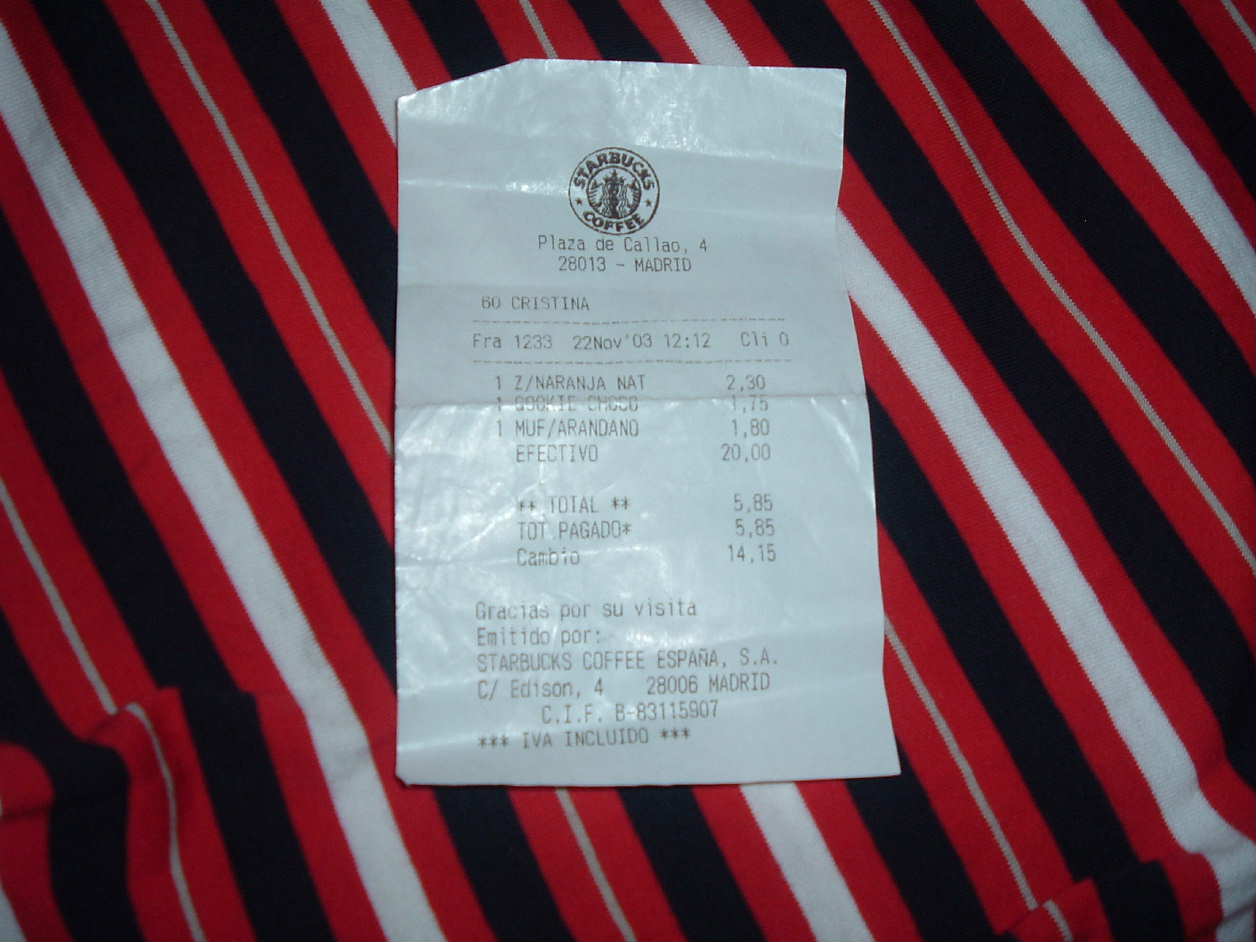 STARBUCKS
COFFEE
Plaza de Callao, 4
28013 - MADRID
60 CRISTINA
Fra 1233 22Nov'03 12:12 Cli 0
1 Z/NARANJA NAT 2,30
1 COOKIE CHOCO 1,75
1 MUF/ARANDANO 1,80
EFECTIVO 20,00
** TOTAL ** 5,85
TOT.PAGADO* 5,85
Cambio 14,15
Gracias por su visita
Emitido por:
STARBUCKS COFFEE ESPAÑA, S.A.
C/ Edison, 4 28006 MADRID
C.I.F. B-83115907
*** IVA INCLUIDO ***